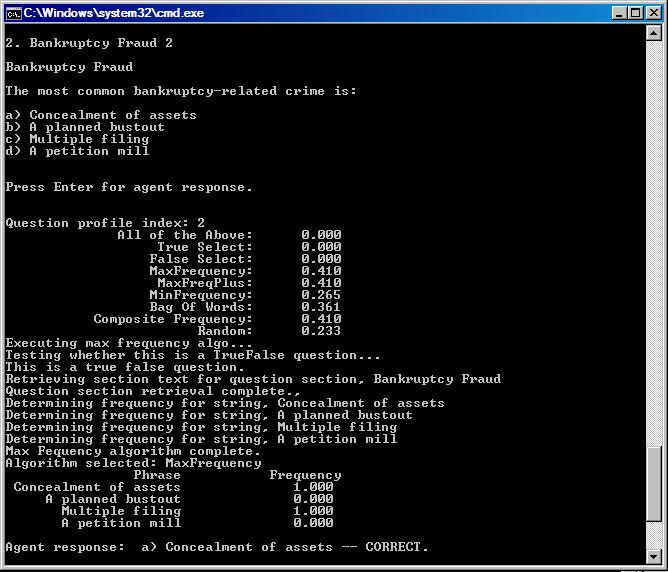 C:\Windows\system32\cmd.exe
2. Bankruptcy Fraud 2
Bankruptcy Fraud
The most common bankruptcy-related crime is:
a) Concealment of assets
b) A planned bustout
c) Multiple filing
d) A petition mill
Press Enter for agent response.
Question profile index: 2
All of the Above: 0.000
True Select: 0.000
False Select: 0.000
MaxFrequency: 0.410
MaxFreqPlus: 0.410
MinFrequency: 0.265
Bag Of Words: 0.361
Composite Frequency: 0.410
Random: 0.233
Executing max frequency algo...
Testing whether this is a TrueFalse question...
This is a true false question.
Retrieving section text for question section, Bankruptcy Fraud
Question section retrieval complete.,
Determining frequency for string, Concealment of assets
Determining frequency for string, A planned bustout
Determining frequency for string, Multiple filing
Determining frequency for string, A petition mill
Max Fequency algorithm complete.
Algorithm selected: MaxFrequency
Phrase Frequency
Concealment of assets 1.000
A planned bustout 0.000
Multiple filing 1.000
A petition mill 0.000
Agent response: a) Concealment of assets -- CORRECT.